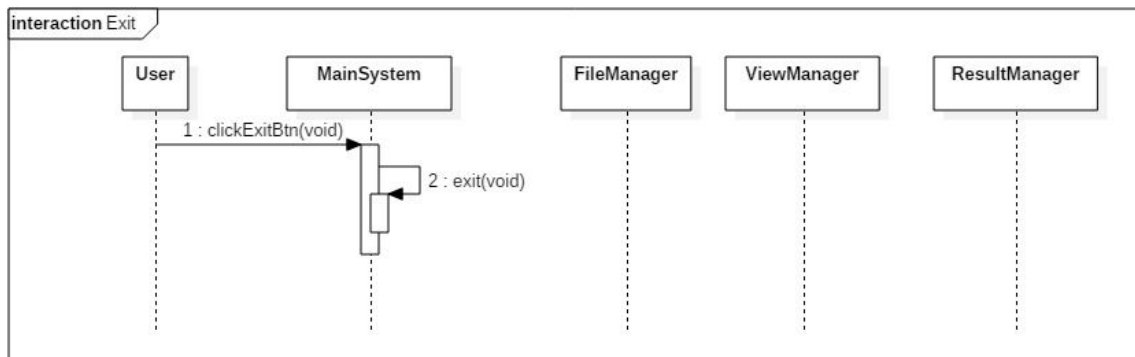 interaction Exit
User
MainSystem
FileManager
ViewManager
ResultManager
1 : clickExitBtn(void)
2 : exit(void)